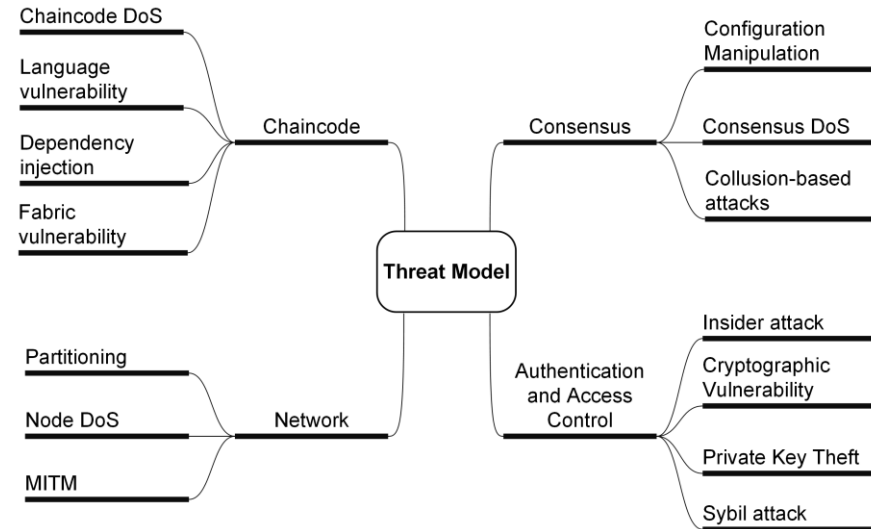 Chaincode DoS
Language
vulnerability
Dependency
injection
Fabric
vulnerability
Chaincode
Consensus
Configuration
Manipulation
Consensus DoS
Collusion-based
attacks
Threat Model
Partitioning
Node DoS
MITM
Network
Authentication
and Access
Control
Insider attack
Cryptographic
Vulnerability
Private Key Theft
Sybil attack